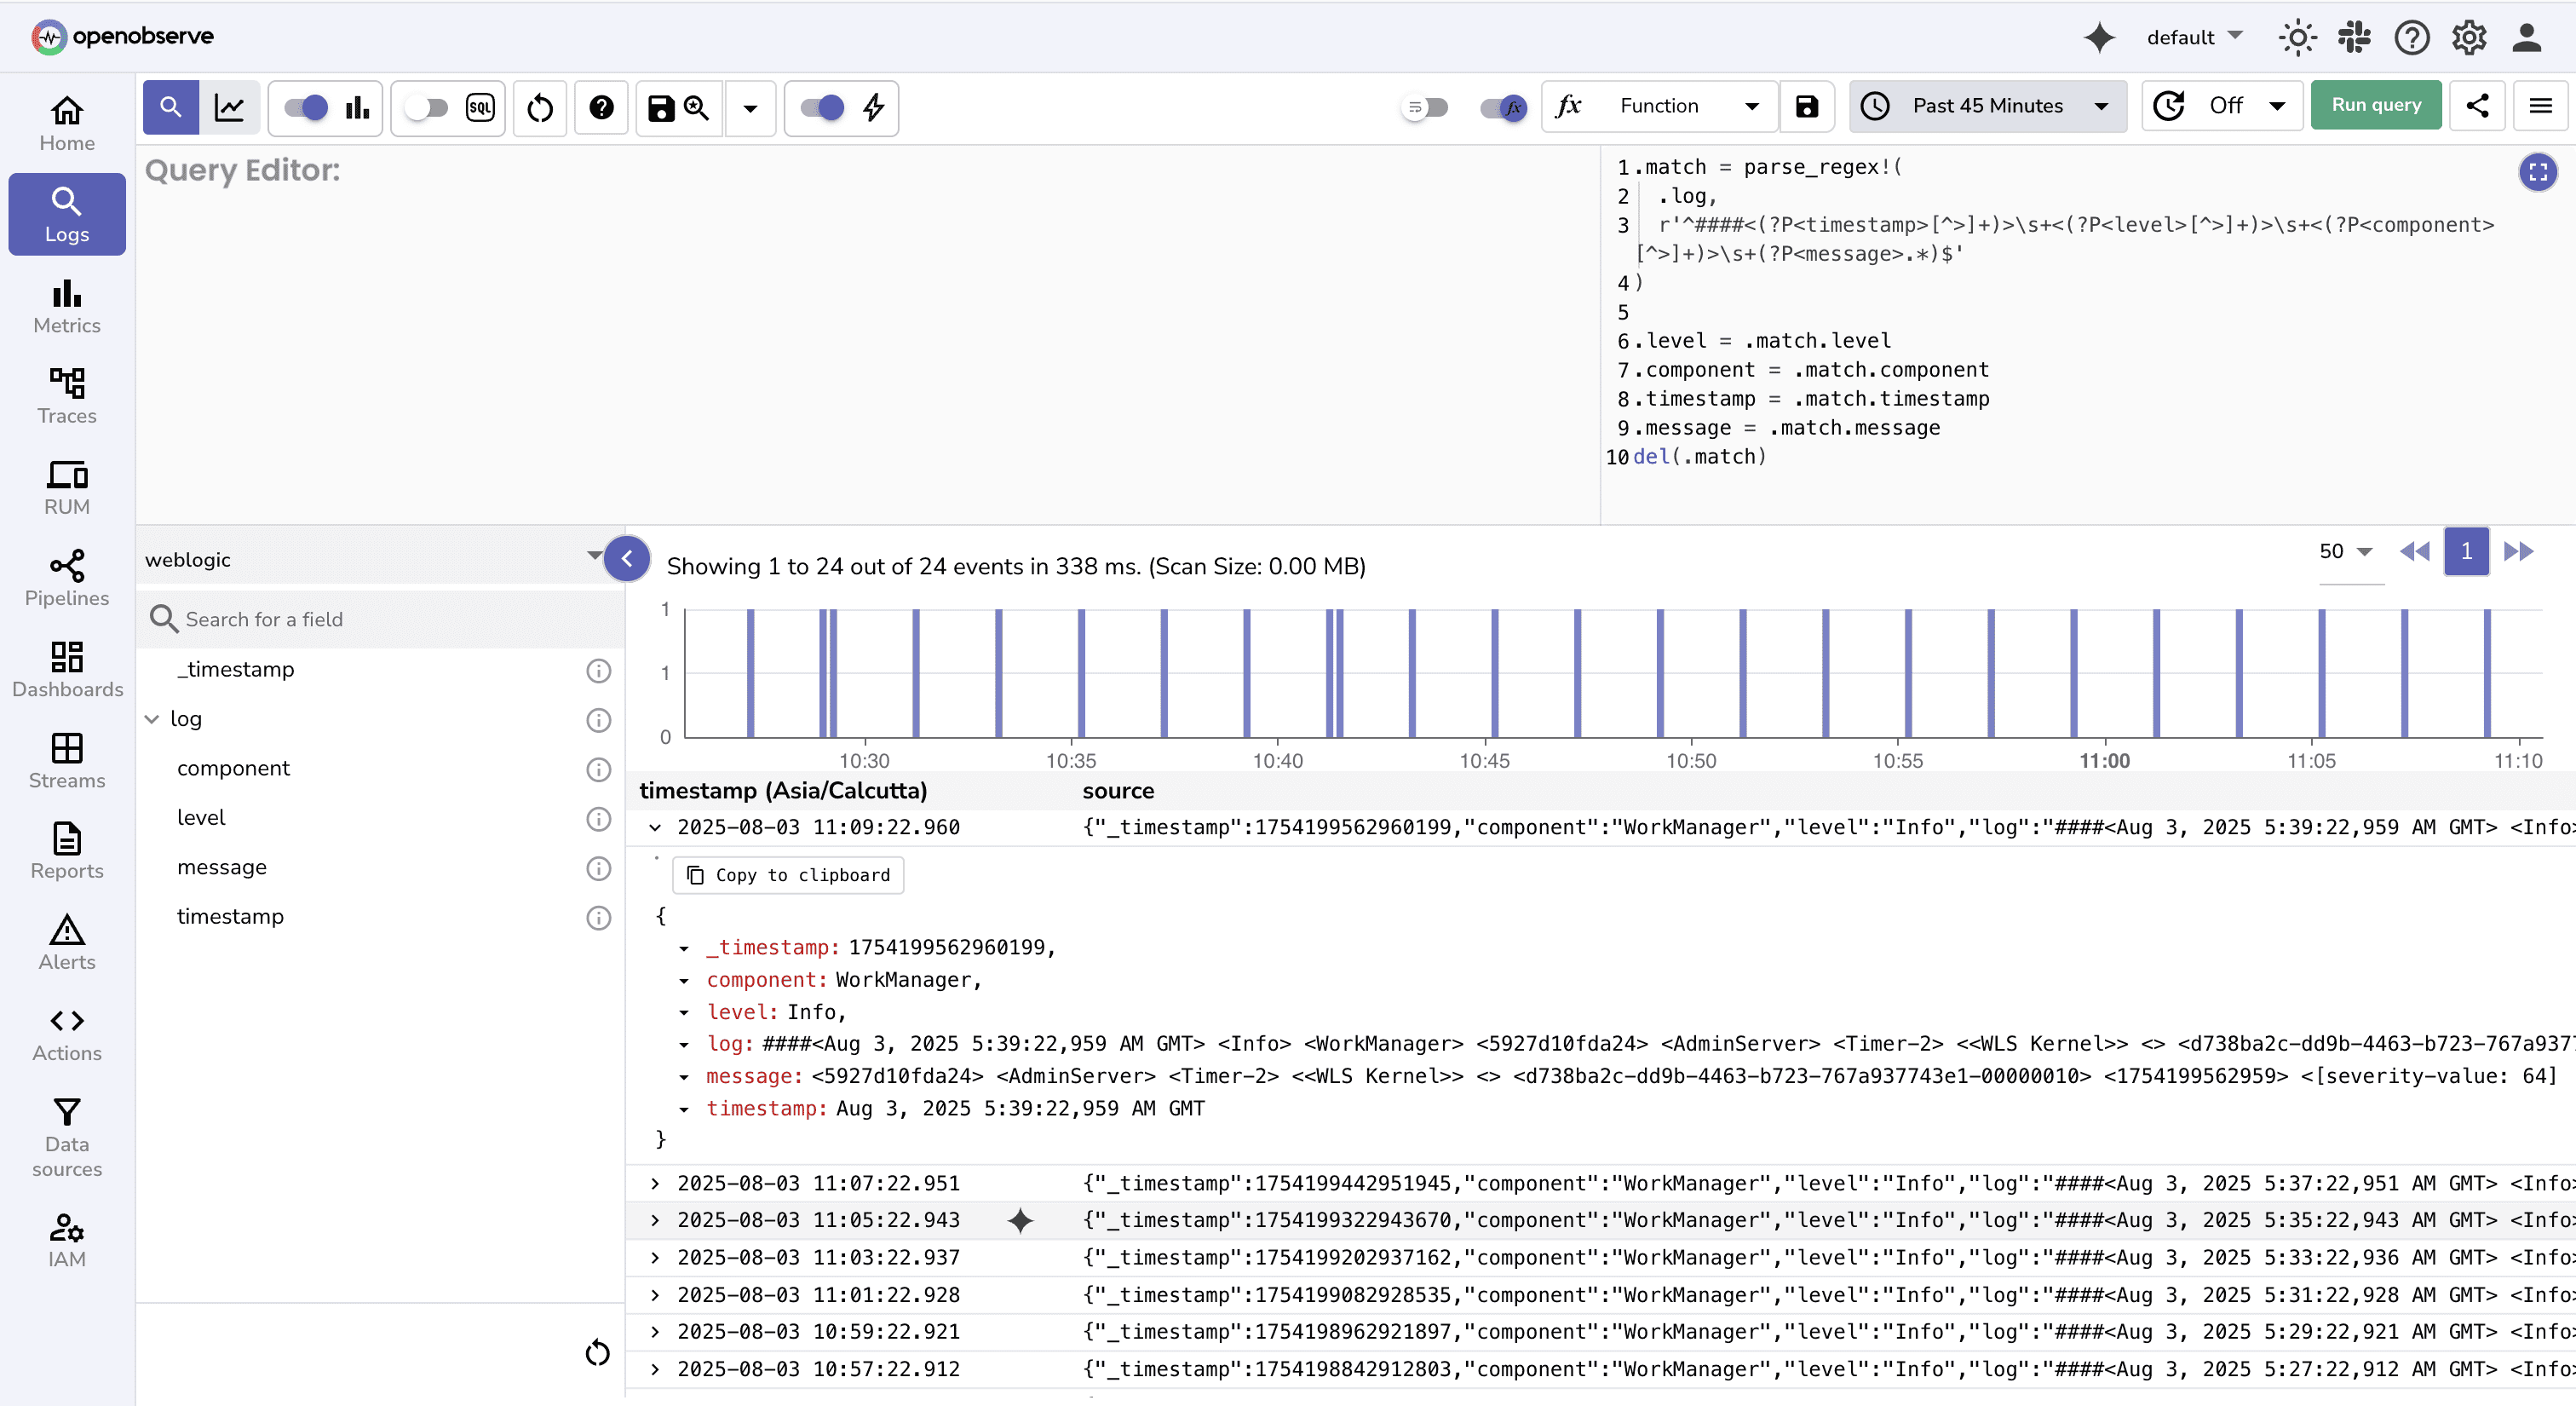 openobserve
default
Home
Logs
Metrics
Traces
RUM
Pipelines
Dashboards
Streams
Reports
Alerts
Actions
Data
sources
IAM
SQL
fx
fx Function
Past 45 Minutes
Off
Run query
Query Editor:
1 .match = parse_regex!(
2 .log,
3 r'^####<(?P<timestamp>[^>]+)>\s+<(?P<level>[^>]+)>\s+<(?P<component>
[^>]+)>\s+(?P<message>.*)$'
4 )
5
6 .level = .match.level
7 .component = .match.component
8 .timestamp = .match.timestamp
9 .message = .match.message
10 del(.match)
weblogic
Search for a field
_timestamp
log
component
level
message
timestamp
Showing 1 to 24 out of 24 events in 338 ms. (Scan Size: 0.00 MB)
50
1
1
1
0
10:30 10:35 10:40 10:45 10:50 10:55 11:00 11:05 11:10
timestamp (Asia/Calcutta) source
2025-08-03 11:09:22.960 {"_timestamp":1754199562960199,"component":"WorkManager","level":"Info","log":"####<Aug 3, 2025 5:39:22,959 AM GMT> <Info>
Copy to clipboard
{
_timestamp: 1754199562960199,
component: WorkManager,
level: Info,
log: ####<Aug 3, 2025 5:39:22,959 AM GMT> <Info> <WorkManager> <5927d10fda24> <AdminServer> <Timer-2> <<WLS Kernel>> <> <d738ba2c-dd9b-4463-b723-767a937
message: <5927d10fda24> <AdminServer> <Timer-2> <<WLS Kernel>> <> <d738ba2c-dd9b-4463-b723-767a937743e1-00000010> <1754199562959> <[severity-value: 64]
timestamp: Aug 3, 2025 5:39:22,959 AM GMT
}
2025-08-03 11:07:22.951 {"_timestamp":1754199442951945,"component":"WorkManager","level":"Info","log":"####<Aug 3, 2025 5:37:22,951 AM GMT> <Info>
2025-08-03 11:05:22.943 {"_timestamp":1754199322943670,"component":"WorkManager","level":"Info","log":"####<Aug 3, 2025 5:35:22,943 AM GMT> <Info>
2025-08-03 11:03:22.937 {"_timestamp":1754199202937162,"component":"WorkManager","level":"Info","log":"####<Aug 3, 2025 5:33:22,936 AM GMT> <Info>
2025-08-03 11:01:22.928 {"_timestamp":1754199082928535,"component":"WorkManager","level":"Info","log":"####<Aug 3, 2025 5:31:22,928 AM GMT> <Info>
2025-08-03 10:59:22.921 {"_timestamp":1754198962921897,"component":"WorkManager","level":"Info","log":"####<Aug 3, 2025 5:29:22,921 AM GMT> <Info>
2025-08-03 10:57:22.912 {"_timestamp":1754198842912803,"component":"WorkManager","level":"Info","log":"####<Aug 3, 2025 5:27:22,912 AM GMT> <Info>